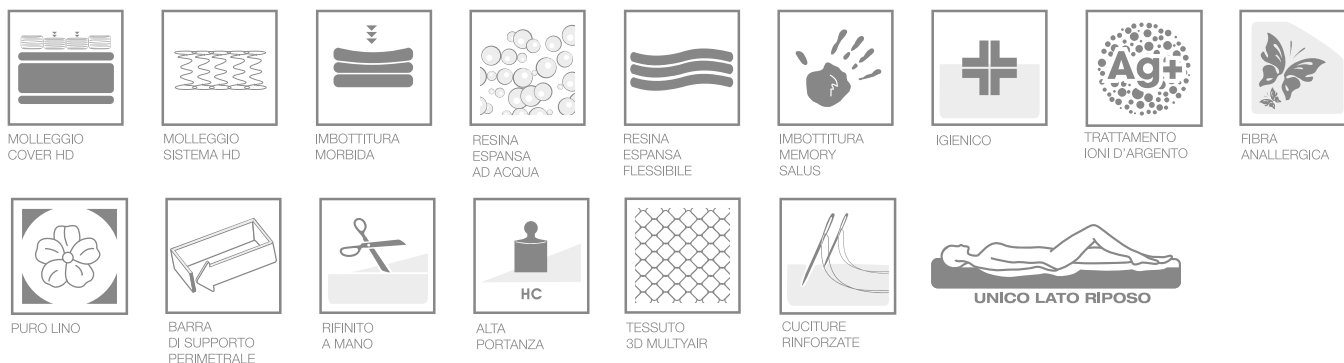 MOLLEGGIO
COVER HD
MOLLEGGIO
SISTEMA HD
IMBOTTITURA
MORBIDA
RESINA
ESPANSA
AD ACQUA
RESINA
ESPANSA
FLESSIBILE
IMBOTTITURA
MEMORY
SALUS
IGIENICO
Ag+
TRATTAMENTO
IONI D'ARGENTO
FIBRA
ANALLERGICA
PURO LINO
BARRA
DI SUPPORTO
PERIMETRALE
RIFINITO
A MANO
HC
ALTA
PORTANZA
TESSUTO
3D MULTYAIR
CUCITURE
RINFORZATE
UNICO LATO RIPOSO